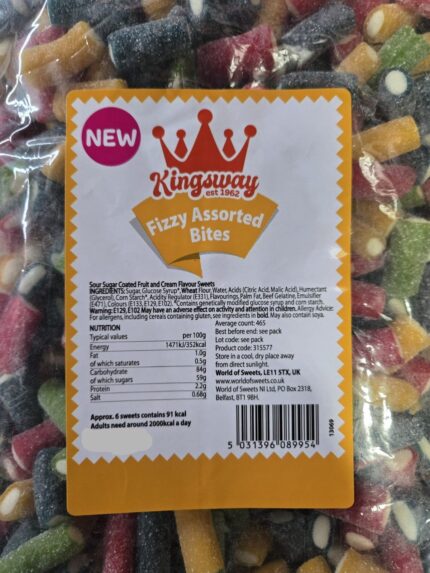 NEW
Kingsway
est 1962
Fizzy Assorted
Bites
Sour Sugar Coated Fruit and Cream Flavour Sweets
INGREDIENTS: Sugar, Glucose Syrup*, Wheat Flour, Water, Acids (Citric Acid, Malic Acid), Humectant
(Glycerol), Corn Starch*, Acidity Regulator (E331), Flavourings, Palm Fat, Beef Gelatine, Emulsifier
(E471), Colours (E133, E129, E102). *Contains genetically modified glucose syrup and corn starch.
Warning: E129, E102 May have an adverse effect on activity and attention in children. Allergy Advice:
For allergens, including cereals containing gluten, see ingredients in bold. May also contain soya.
NUTRITION
Typical values per 100g
Energy 1471kJ/352kcal
Fat 1.0g
of which saturates 0.5g
Carbohydrate 84g
of which sugars 59g
Protein 2.2g
Salt 0.68g
Approx. 6 sweets contains 91 kcal
Adults need around 2000kcal a day
Average count: 465
Best before end: see pack
Lot code: see pack
Product code: 315577
Store in a cool, dry place away
from direct sunlight.
World of Sweets, LE11 5TX, UK
www.worldofsweets.co.uk
World of Sweets NI Ltd, PO Box 2318,
Belfast, BT1 9BH.
5 031396 089954
13069